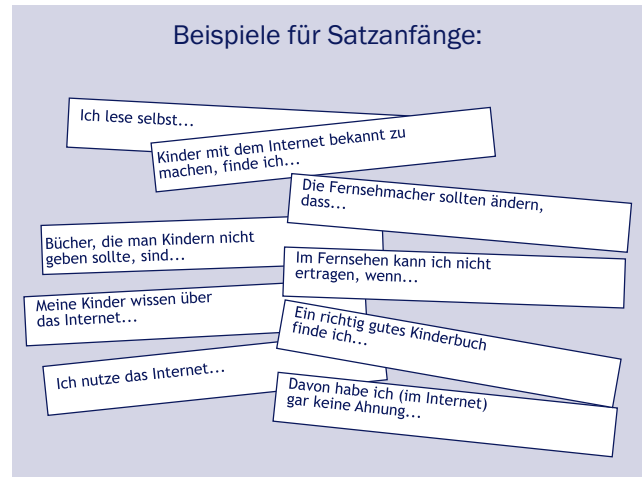 Beispiele für Satzanfänge:
Ich lese selbst...
Kinder mit dem Internet bekannt zu
machen, finde ich...
Die Fernsehmacher sollten ändern,
dass...
Bücher, die man Kindern nicht
geben sollte, sind...
Im Fernsehen kann ich nicht
ertragen, wenn...
Meine Kinder wissen über
das Internet...
Ein richtig gutes Kinderbuch
finde ich...
Ich nutze das Internet...
Davon habe ich (im Internet)
gar keine Ahnung...